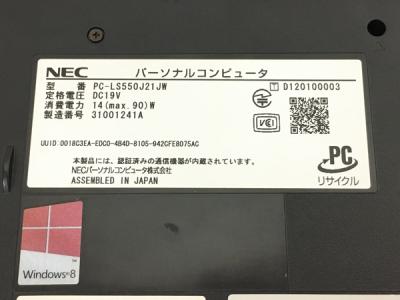 NEC パーソナルコンピュータ
型 番 PC-LS550J21JW
定格電圧 DC19V
消費電力 14(max.90)W
製造番号 31001241A
T D120100003
VCCI
UUID:0018C3EA-EDC0-4B4D-8105-942CFE8075AC
本製品には、認証済みの通信機器が内蔵されています。
NECパーソナルコンピュータ株式会社
ASSEMBLED IN JAPAN
PC
リサイクル
Windows®8